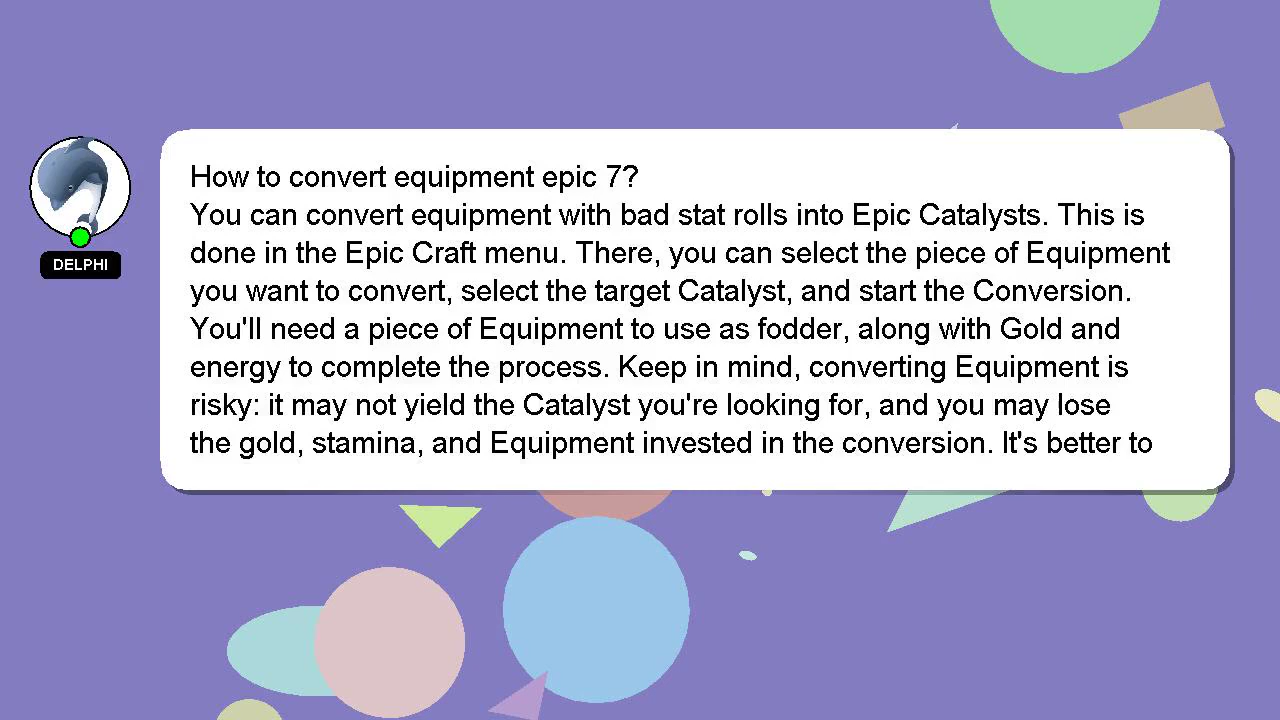 How to convert equipment epic 7?
You can convert equipment with bad stat rolls into Epic Catalysts. This is
done in the Epic Craft menu. There, you can select the piece of Equipment
you want to convert, select the target Catalyst, and start the Conversion.
You'll need a piece of Equipment to use as fodder, along with Gold and
energy to complete the process. Keep in mind, converting Equipment is
risky: it may not yield the Catalyst you're looking for, and you may lose
the gold, stamina, and Equipment invested in the conversion. It's better to
DELPHI